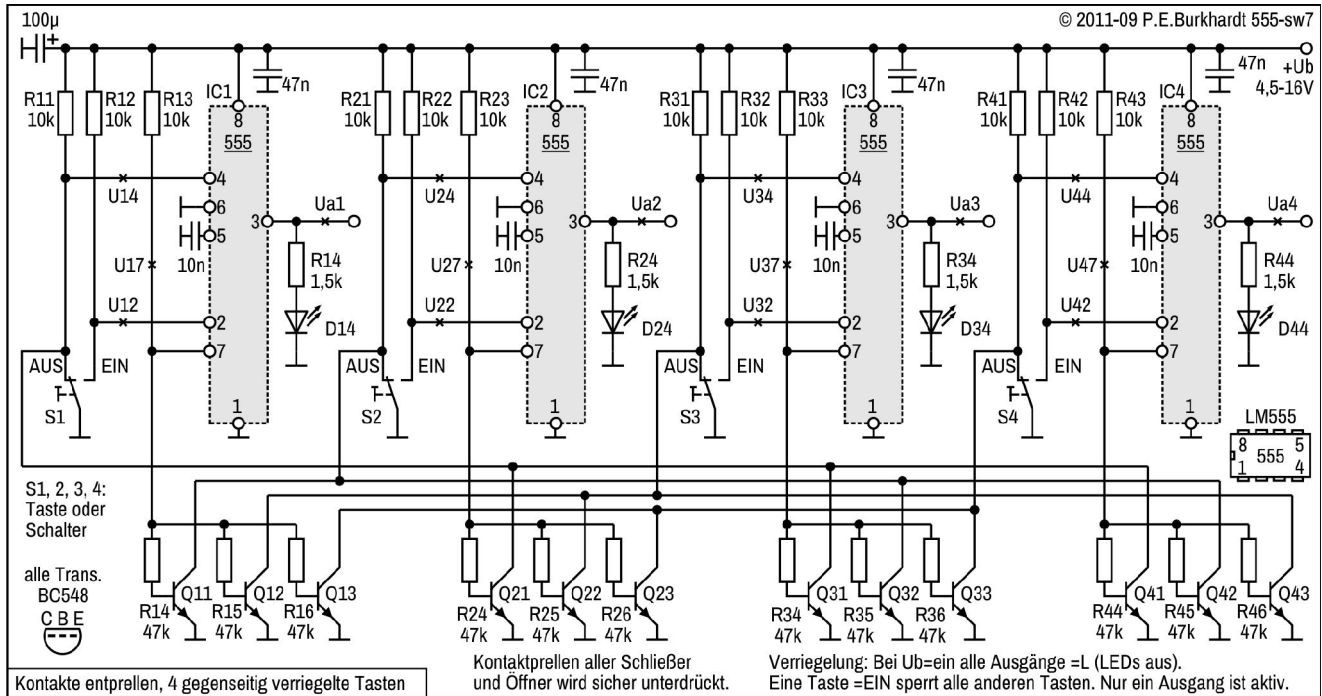 100µ
+
© 2011-09 P.E.Burkhardt 555-sw7
47n
47n
47n
47n
+Ub
4,5-16V
R11
10k
R12
10k
R13
10k
IC1
8
555
R21
10k
R22
10k
R23
10k
IC2
8
555
R31
10k
R32
10k
R33
10k
IC3
8
555
R41
10k
R42
10k
R43
10k
IC4
8
555
U14
4
6
5
10n
3
Ua1
U24
4
6
5
10n
3
Ua2
U34
4
6
5
10n
3
Ua3
U44
4
6
5
10n
3
Ua4
U17
R14
1,5k
U27
R24
1,5k
U37
R34
1,5k
U47
R44
1,5k
U12
2
7
D14
U22
2
7
D24
U32
2
7
D34
U42
2
7
D44
AUS
EIN
S1
1
AUS
EIN
S2
1
AUS
EIN
S3
1
AUS
EIN
S4
1
LM555
8 5
555
1 4
S1, 2, 3, 4:
Taste oder
Schalter
alle Trans.
BC548
C B E
R14
47k
Q11
R15
47k
Q12
R16
47k
Q13
R24
47k
Q21
R25
47k
Q22
R26
47k
Q23
R34
47k
Q31
R35
47k
Q32
R36
47k
Q33
R44
47k
Q41
R45
47k
Q42
R46
47k
Q43
Kontakte entprellen, 4 gegenseitig verriegelte Tasten
Kontaktprellen aller Schließer
und Öffner wird sicher unterdrückt.
Verriegelung: Bei Ub=ein alle Ausgänge =L (LEDs aus).
Eine Taste =EIN sperrt alle anderen Tasten. Nur ein Ausgang ist aktiv.